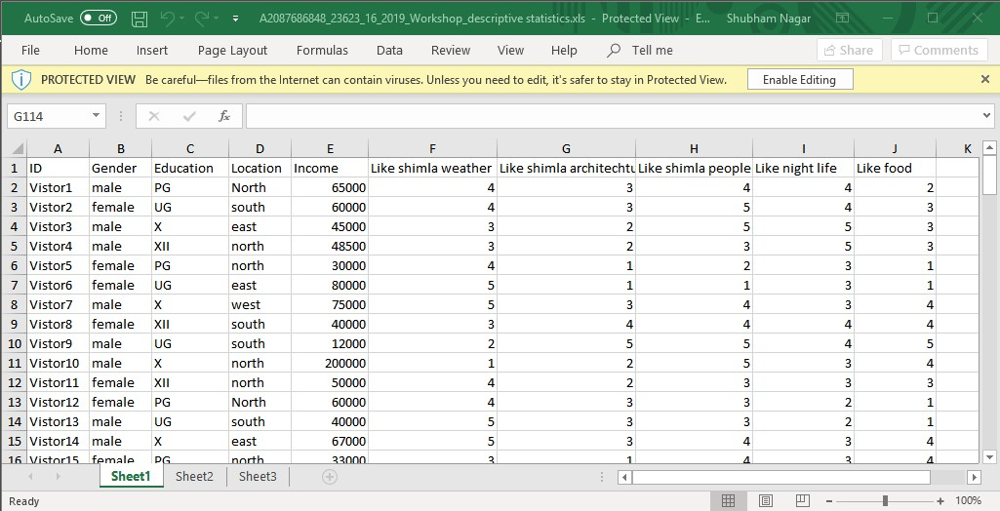 AutoSave Off A2087686848_23623_16_2019_Workshop_descriptive statistics.xls - Protected View - E... Shubham Nagar
File Home Insert Page Layout Formulas Data Review View Help Tell me Share Comments
PROTECTED VIEW Be careful—files from the Internet can contain viruses. Unless you need to edit, it's safer to stay in Protected View. Enable Editing
G114 fx
A B C D E F G H I J K
1 ID Gender Education Location Income Like shimla weather Like shimla architechtu Like shimla people Like night life Like food
2 Vistor1 male PG North 65000 4 3 4 4 2
3 Vistor2 female UG south 60000 4 3 5 4 3
4 Vistor3 male X east 45000 3 2 5 5 3
5 Vistor4 male XII north 48500 3 2 3 5 3
6 Vistor5 female PG north 30000 4 1 2 3 1
7 Vistor6 female UG east 80000 5 1 1 3 1
8 Vistor7 male X west 75000 5 3 4 3 4
9 Vistor8 female XII south 40000 3 4 4 4 4
10 Vistor9 male UG south 12000 2 5 5 4 5
11 Vistor10 male X north 200000 1 2 5 3 4
12 Vistor11 female XII north 50000 4 2 3 3 3
13 Vistor12 female PG North 60000 4 3 3 2 1
14 Vistor13 male UG south 40000 5 3 3 2 1
15 Vistor14 male X east 67000 5 3 4 3 4
16 Vistor15 female PG north 33000 3 1 4 3 4
Sheet1 Sheet2 Sheet3
Ready 100%